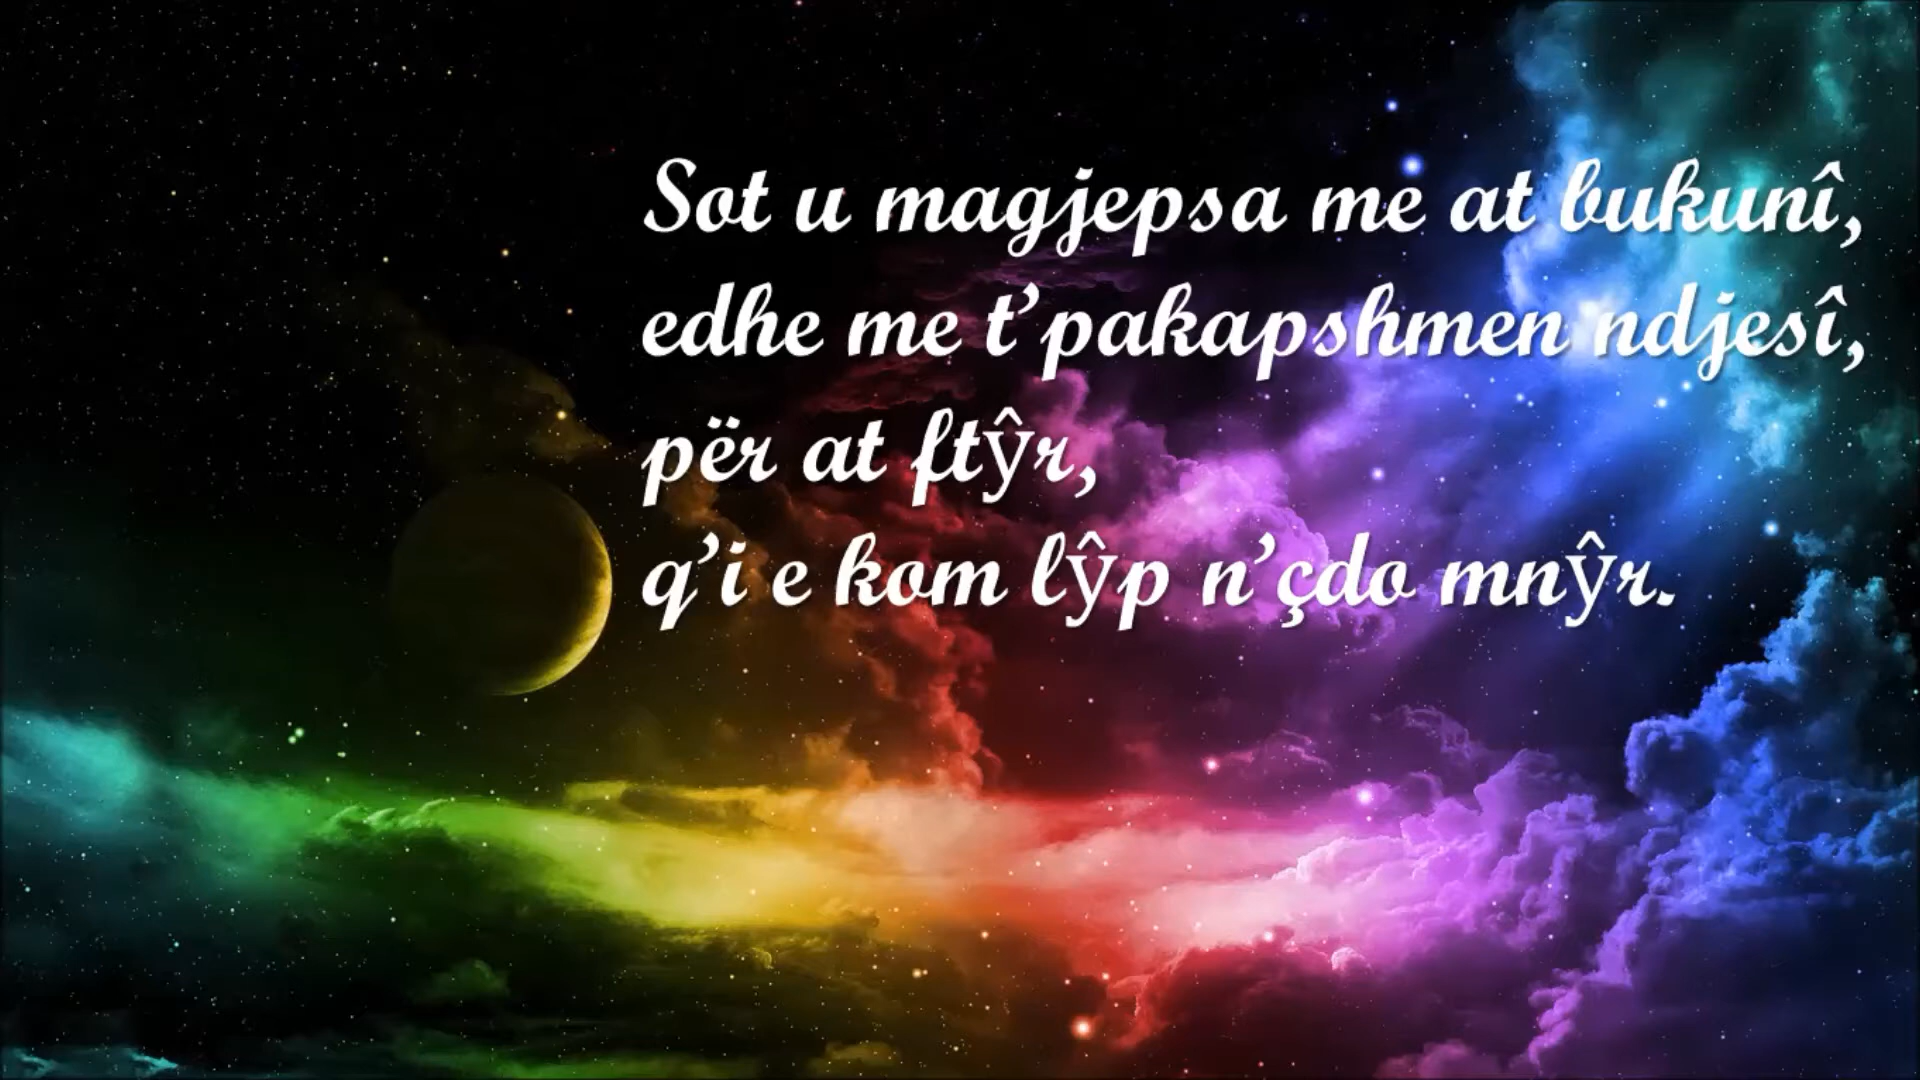 Sot u magjepsa me at bukunî,
edhe me t’pakapshmen ndjesî,
për at ftŷr,
q’i e kom lŷp n’çdo mnŷr.